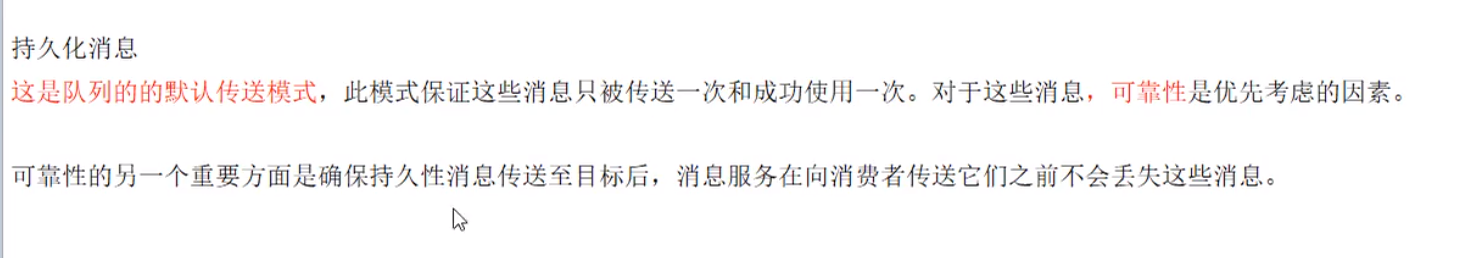 持久化消息
这是队列的的默认传送模式，此模式保证这些消息只被传送一次和成功使用一次。对于这些消息，可靠性是优先考虑的因素。
可靠性的另一个重要方面是确保持久性消息传送至目标后，消息服务在向消费者传送它们之前不会丢失这些消息。